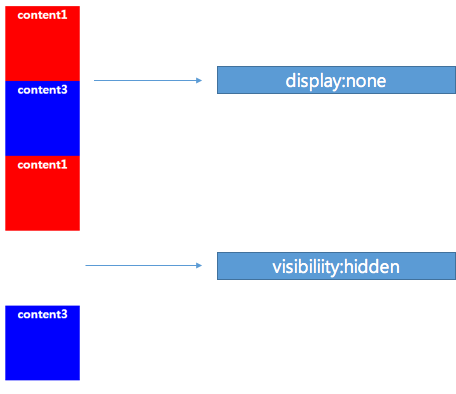 content1
content3
display:none
content1
visibiliity:hidden
content3